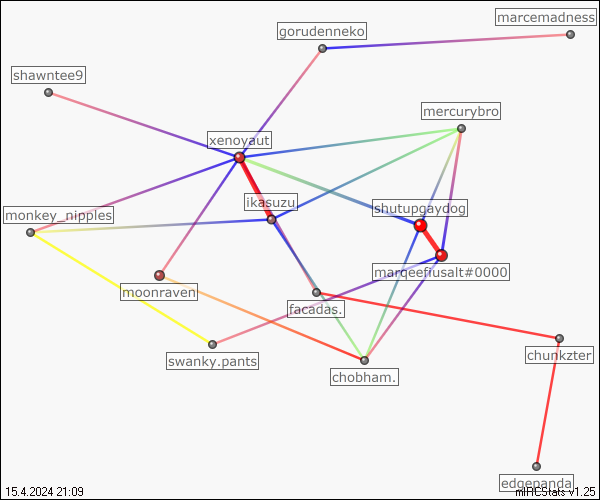 marcemadness
gorudenneko
shawntee9
mercurybro
xenoyaut
ikasuzu
shutupgaydog
monkey_nipples
marqeefiusalt#0000
moonraven
facadas.
swanky.pants
chobham.
chunkzter
edgepanda
15.4.2024 21:09
mIRCStats v1.25